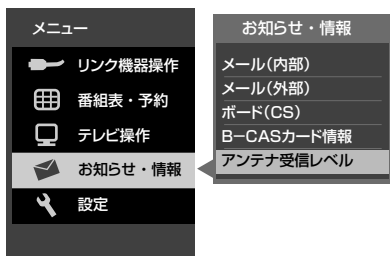 メニュー
リンク機器操作
番組表・予約
テレビ操作
お知らせ・情報
設定
お知らせ・情報
メール(内部)
メール(外部)
ボード(CS)
B－CASカード情報
アンテナ受信レベル